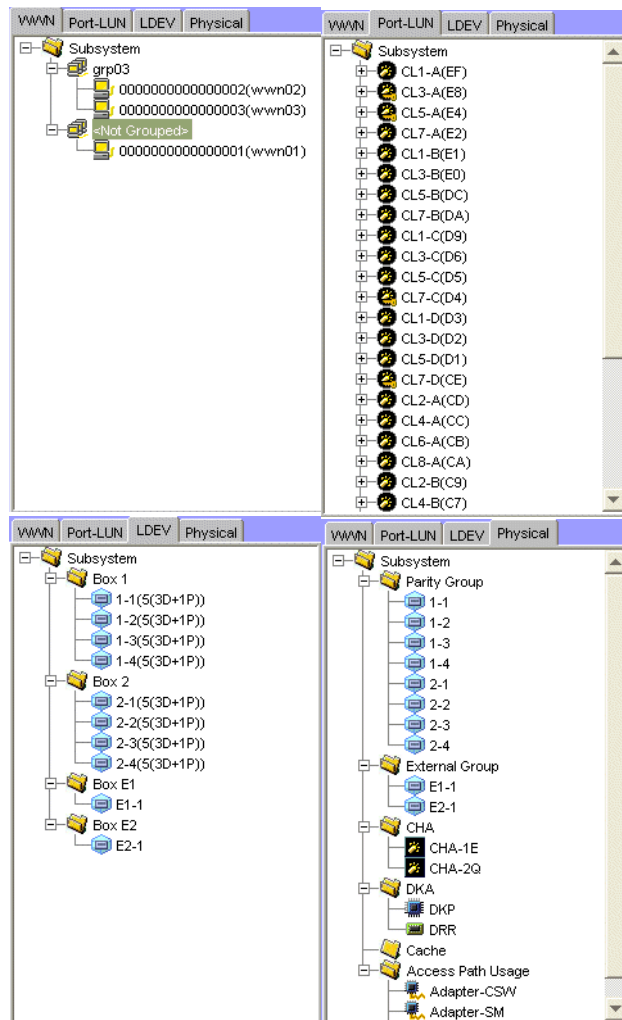 WWN Port-LUN LDEV Physical
Subsystem
grp03
0000000000000002(wwn02)
0000000000000003(wwn03)
<Not Grouped>
0000000000000001(wwn01)
WWN Port-LUN LDEV Physical
Subsystem
CL1-A(EF)
CL3-A(E8)
CL5-A(E4)
CL7-A(E2)
CL1-B(E1)
CL3-B(E0)
CL5-B(DC)
CL7-B(DA)
CL1-C(D9)
CL3-C(D6)
CL5-C(D5)
CL7-C(D4)
CL1-D(D3)
CL3-D(D2)
CL5-D(D1)
CL7-D(CE)
CL2-A(CD)
CL4-A(CC)
CL6-A(CB)
CL8-A(CA)
CL2-B(C9)
CL4-B(C7)
WWN Port-LUN LDEV Physical
Subsystem
Box 1
1-1(5(3D+1P))
1-2(5(3D+1P))
1-3(5(3D+1P))
1-4(5(3D+1P))
Box 2
2-1(5(3D+1P))
2-2(5(3D+1P))
2-3(5(3D+1P))
2-4(5(3D+1P))
Box E1
E1-1
Box E2
E2-1
WWN Port-LUN LDEV Physical
Subsystem
Parity Group
1-1
1-2
1-3
1-4
2-1
2-2
2-3
2-4
External Group
E1-1
E2-1
CHA
CHA-1E
CHA-2Q
DKA
DKP
DRR
Cache
Access Path Usage
Adapter-CSW
Adapter-SM